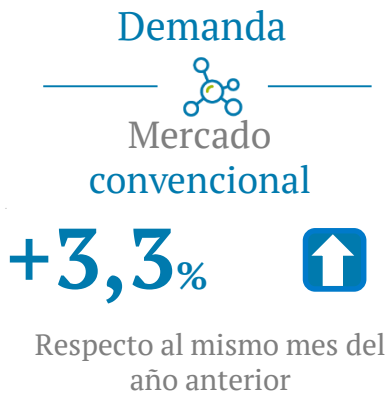 Demanda
Mercado
convencional
+3,3%
Respecto al mismo mes del
año anterior